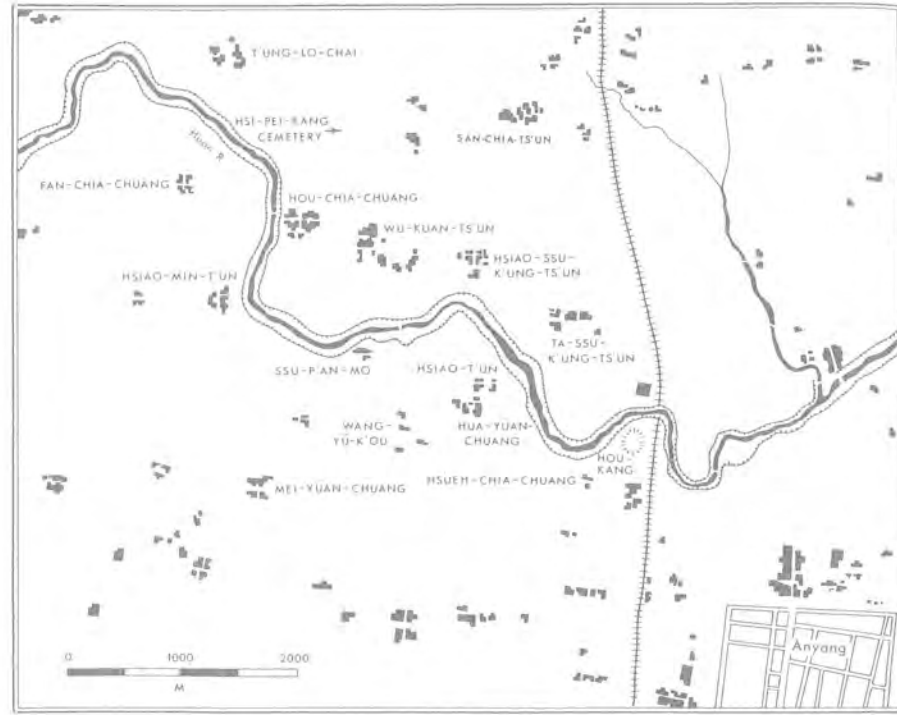 T'UNG-LO-CHAI
HSI-PEI-KANG
CEMETERY
SAN-CHIA-TS'UN
Huan R.
FAN-CHIA-CHUANG
HOU-CHIA-CHUANG
WU-KUAN-TS'UN
HSIAO-SSU-
K'UNG-TS'UN
HSIAO-MIN-T'UN
TA-SSU-
K'UNG-TS'UN
SSU-P'AN-MO
HSIAO-T'UN
WANG-
YÜ-K'OU
HUA-YUAN-
CHUANG
HOU-
KANG
HSUEH-CHIA-CHUANG
MEI-YUAN-CHUANG
Anyang
0 1000 2000
M